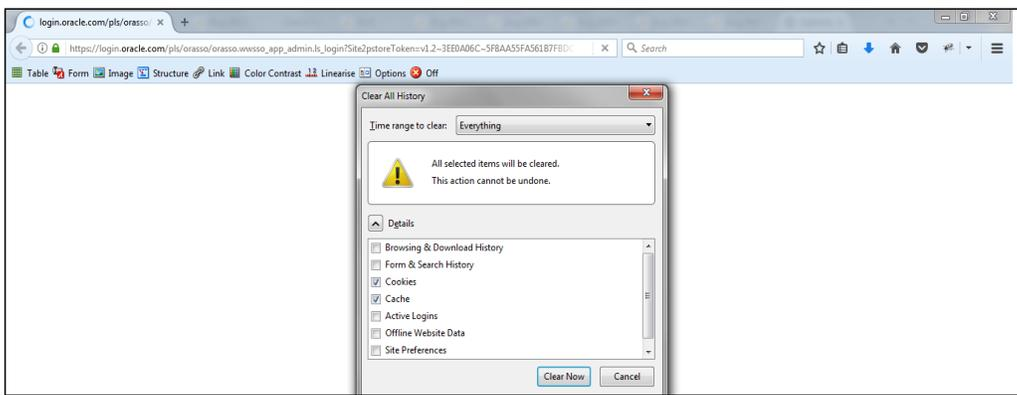 login.oracle.com/pls/orasso/
https://login.oracle.com/pls/orasso/orasso.wwsso_app_admin.ls_login?Site2pstoreToken=v1.2~3EE0A06C~5F8AA55FA561B7FBDC
Search
Table Form Image Structure Link Color Contrast Linearise Options Off
Clear All History
Time range to clear: Everything
All selected items will be cleared.
This action cannot be undone.
Details
Browsing & Download History
Form & Search History
Cookies
Cache
Active Logins
Offline Website Data
Site Preferences
Clear Now Cancel